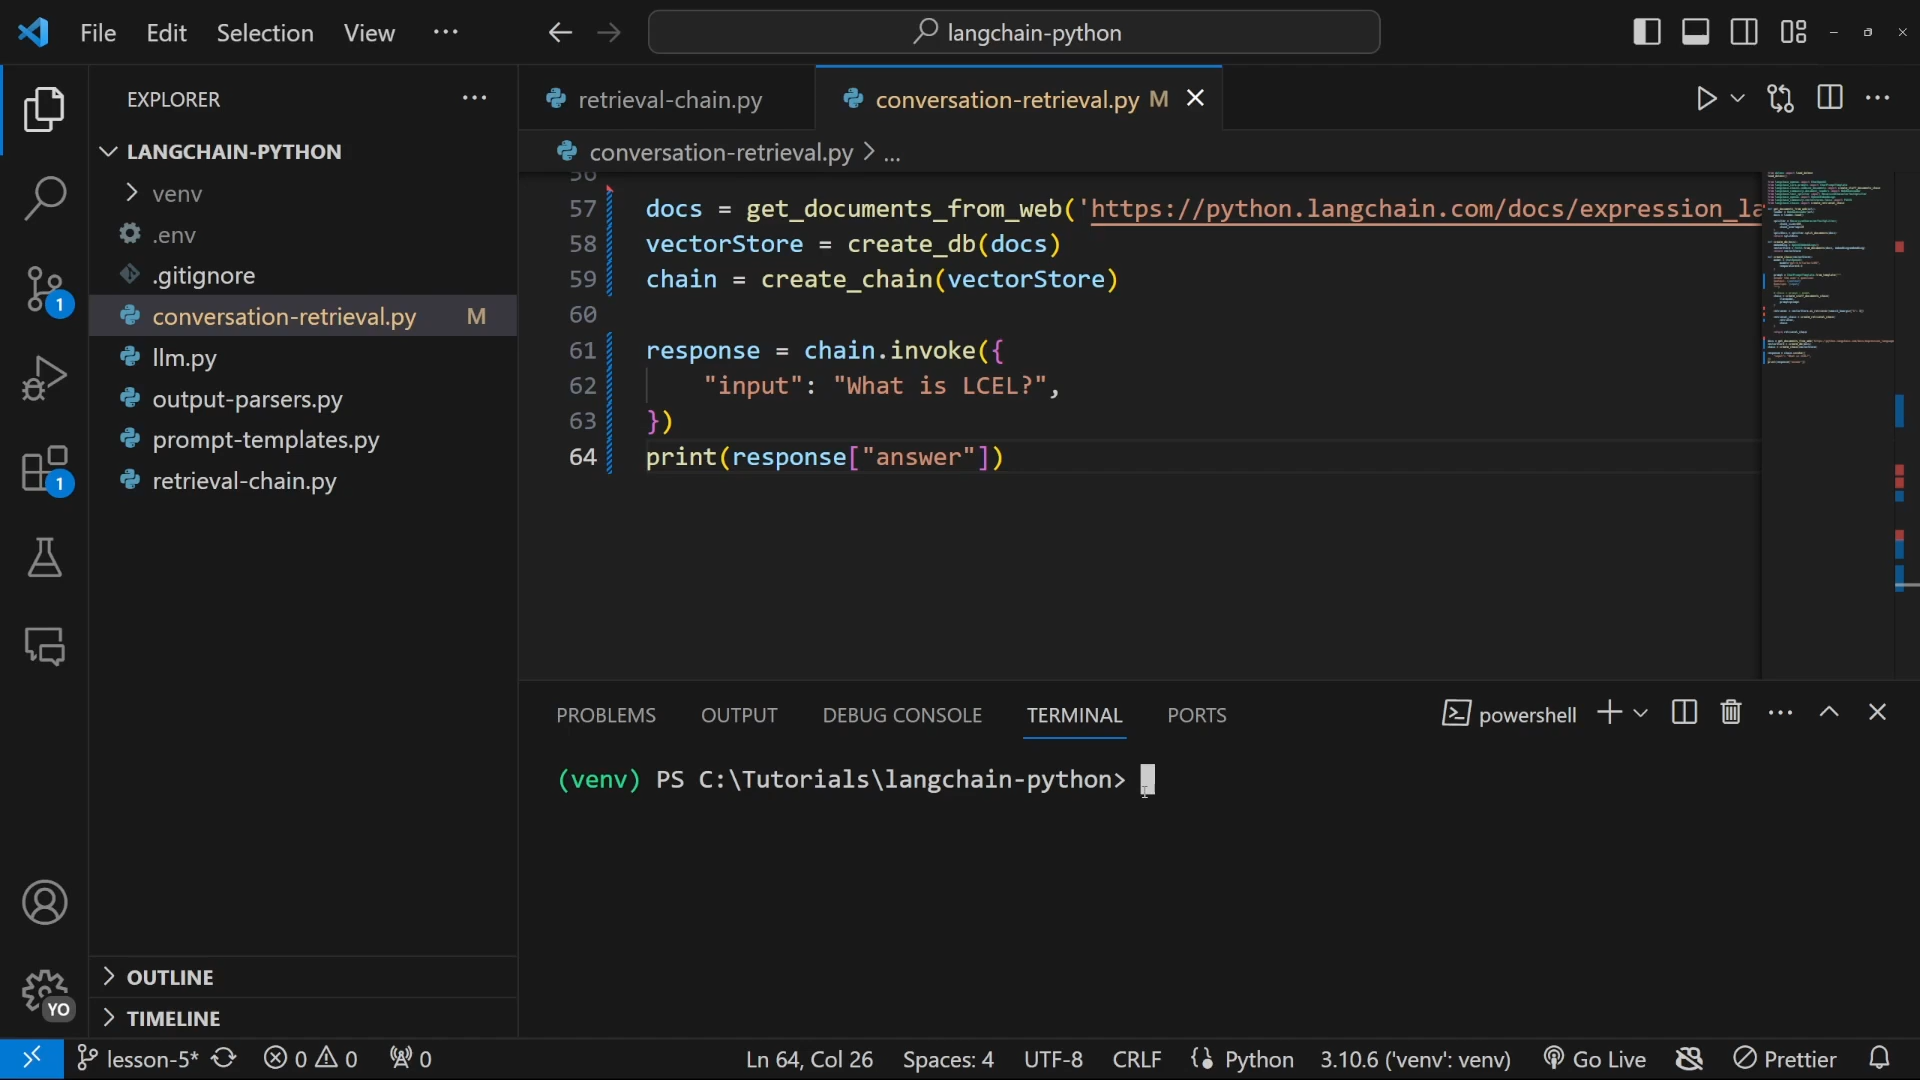 File Edit Selection View ···
langchain-python
EXPLORER ···
LANGCHAIN-PYTHON
venv
.env
.gitignore
conversation-retrieval.py M
llm.py
output-parsers.py
prompt-templates.py
retrieval-chain.py
OUTLINE
TIMELINE
1
1
YO
retrieval-chain.py
conversation-retrieval.py M
conversation-retrieval.py > ...
56
57 docs = get_documents_from_web('https://python.langchain.com/docs/expression_la
58 vectorStore = create_db(docs)
59 chain = create_chain(vectorStore)
60
61 response = chain.invoke({
62 "input": "What is LCEL?",
63 })
64 print(response["answer"])
PROBLEMS OUTPUT DEBUG CONSOLE TERMINAL PORTS
powershell
(venv) PS C:\Tutorials\langchain-python>
lesson-5* 0 0 0
Ln 64, Col 26 Spaces: 4 UTF-8 CRLF Python 3.10.6 ('venv': venv) Go Live Prettier